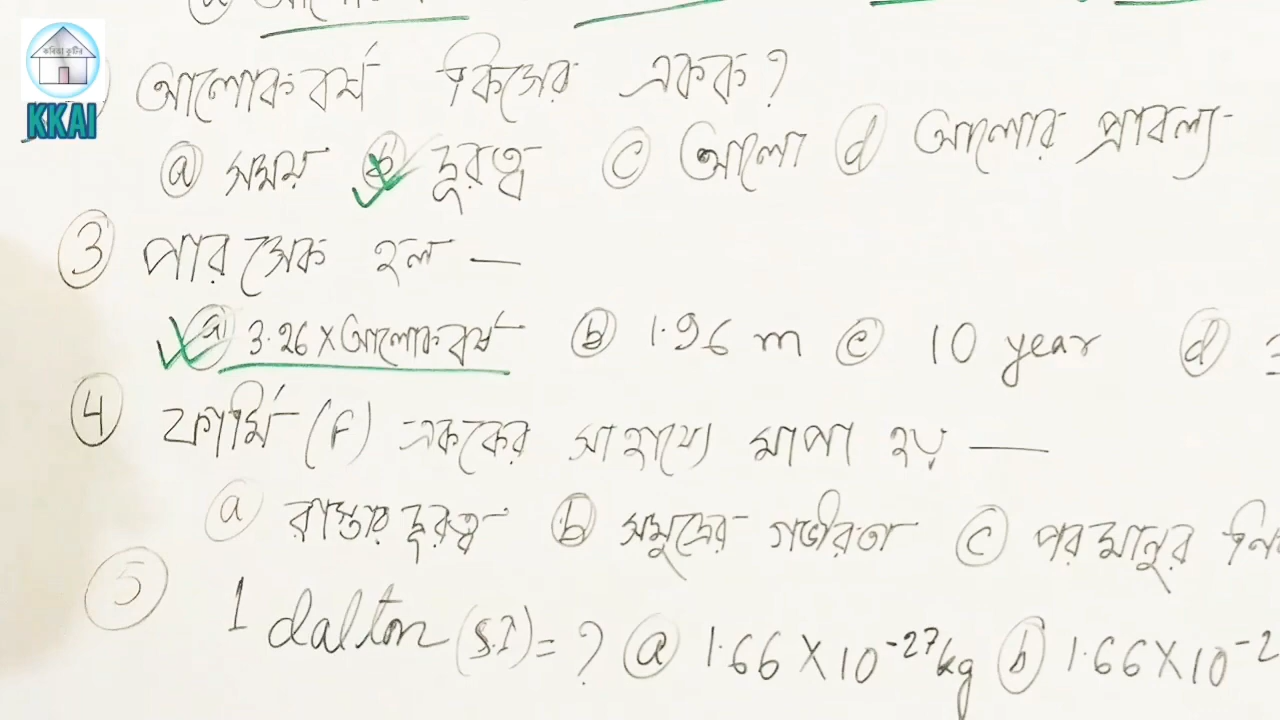 কবিতা কুটির
KKAI
আলোকবর্ষ কিসের একক?
ⓐ সময় ⓑ দূরত্ব ⓒ আলো ⓓ আলোর প্রাবল্য
③ পারসেক হল —
ⓐ 3.26 x আলোকবর্ষ ⓑ 1.96 m ⓒ 10 year ⓓ
④ ফার্মি (F) এককের সাহায্যে মাপা হয় —
ⓐ রাস্তার দূরত্ব ⓑ সমুদ্রের গভীরতা ⓒ পরমানুর
⑤ 1 dalton (S.I) = ? ⓐ 1.66 X 10⁻²⁷ kg ⓑ 1.66 X 10⁻²